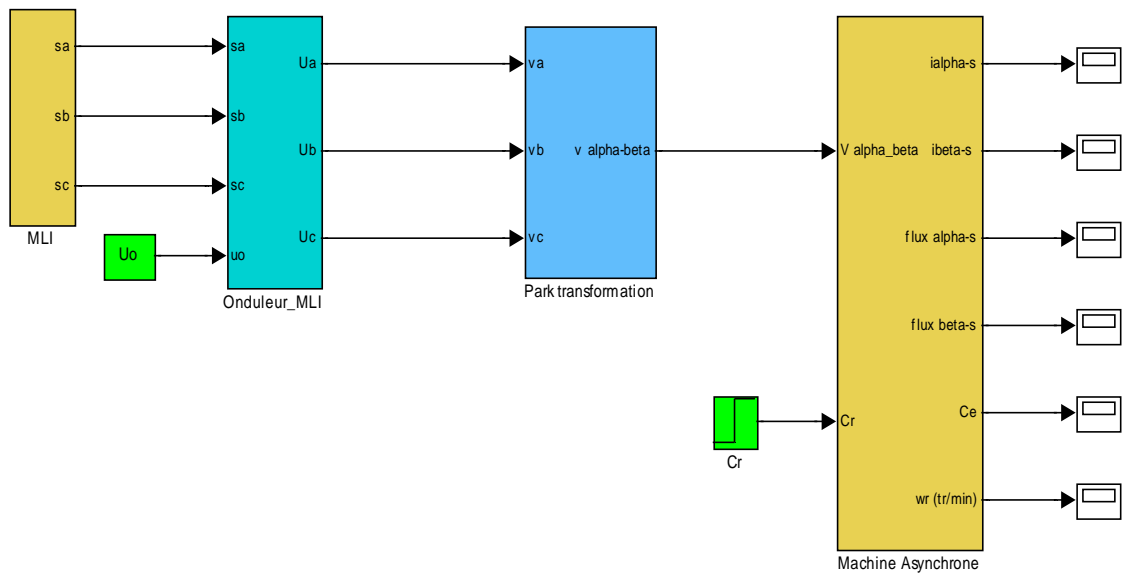 sa
sb
sc
MLI
Uo
sa
sb
sc
uo
Ua
Ub
Uc
Onduleur_MLI
va
vb
vc
v alpha-beta
Park transformation
Cr
V alpha_beta
Cr
ialpha-s
ibeta-s
flux alpha-s
flux beta-s
Ce
wr (tr/min)
Machine Asynchrone